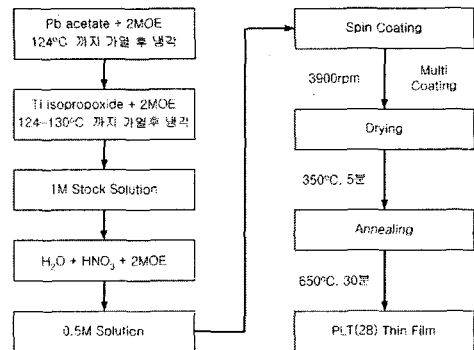 Pb acetate + 2MOE
124°C 까지 가열 후 냉각
Ti isopropoxide + 2MOE
124-130°C 까지 가열후 냉각
1M Stock Solution
H₂O + HNO₃ + 2MOE
0.5M Solution
Spin Coating
3900rpm
Multi
Coating
Drying
350°C, 5분
Annealing
650°C, 30분
PLT(28) Thin Film